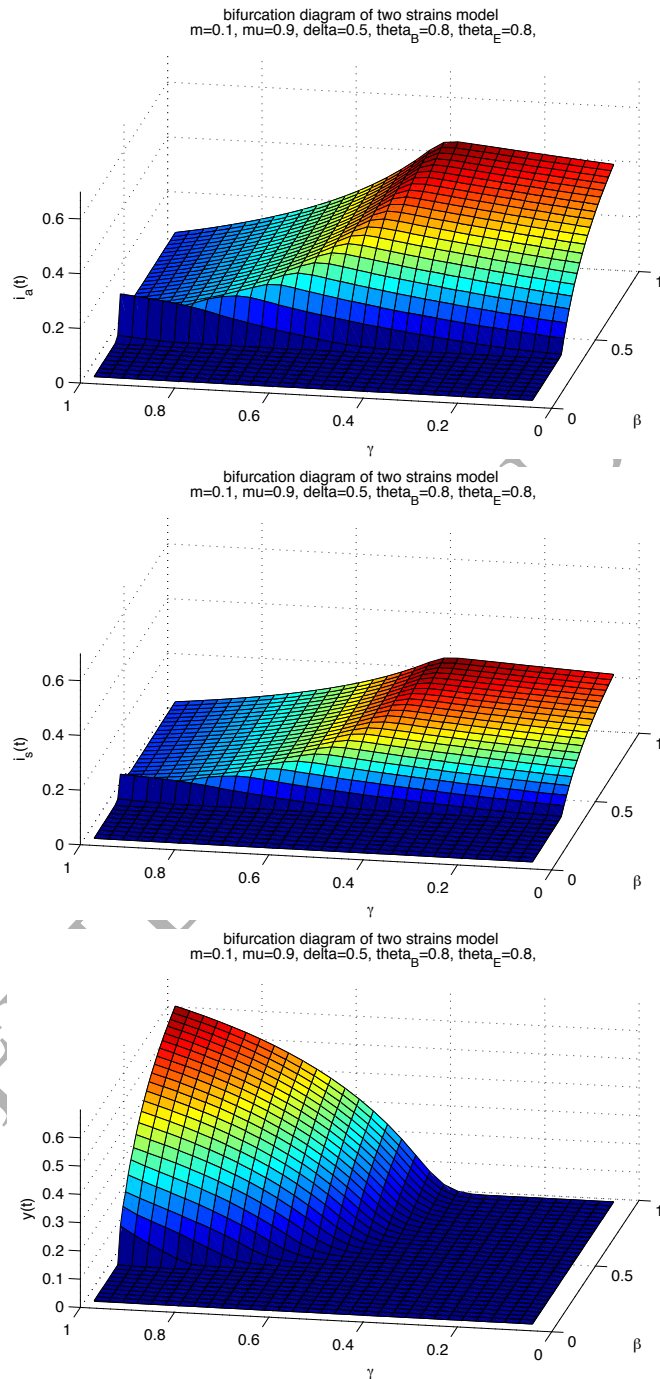 bifurcation diagram of two strains model
m=0.1, mu=0.9, delta=0.5, theta_B=0.8, theta_E=0.8,
0.6
0.4
0.2
0
i_a(t)
1
0.8
0.6
0.4
0.2
0
γ
0
0.5
1
β
bifurcation diagram of two strains model
m=0.1, mu=0.9, delta=0.5, theta_B=0.8, theta_E=0.8,
0.6
0.4
0.2
0
i_s(t)
1
0.8
0.6
0.4
0.2
0
γ
0
0.5
1
β
bifurcation diagram of two strains model
m=0.1, mu=0.9, delta=0.5, theta_B=0.8, theta_E=0.8,
0.6
0.5
0.4
0.3
0.2
0.1
0
y(t)
1
0.8
0.6
0.4
0.2
0
γ
0
0.5
1
β